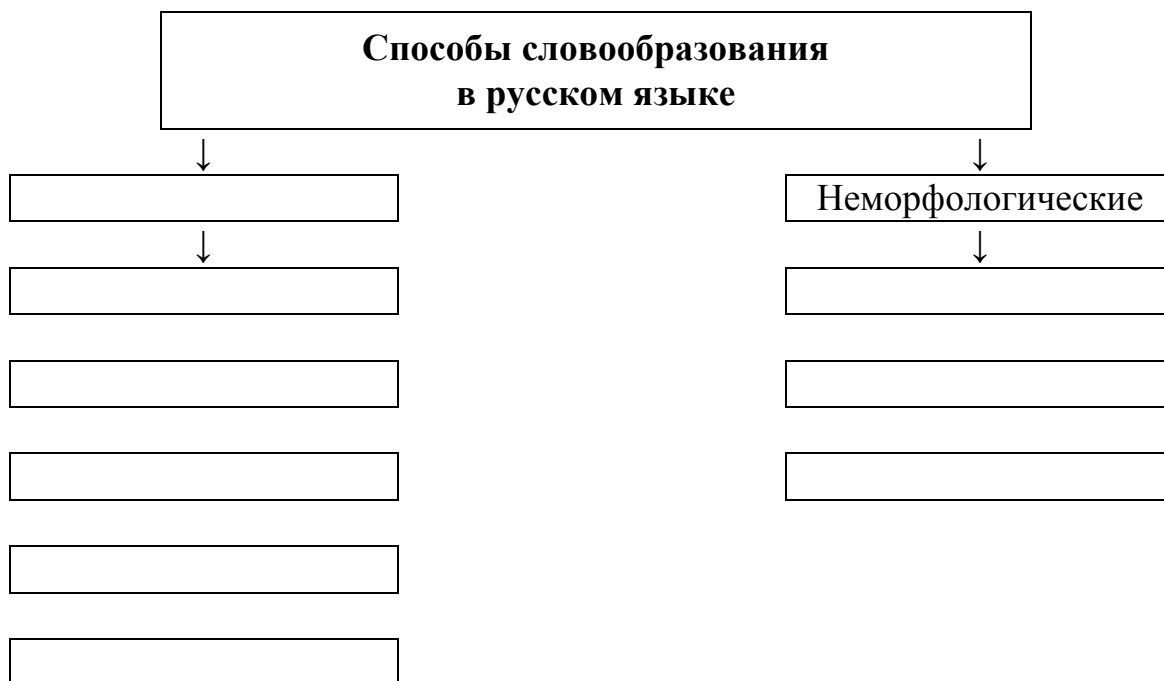 Способы словообразования
в русском языке
↓ ↓
Неморфологические
↓ ↓